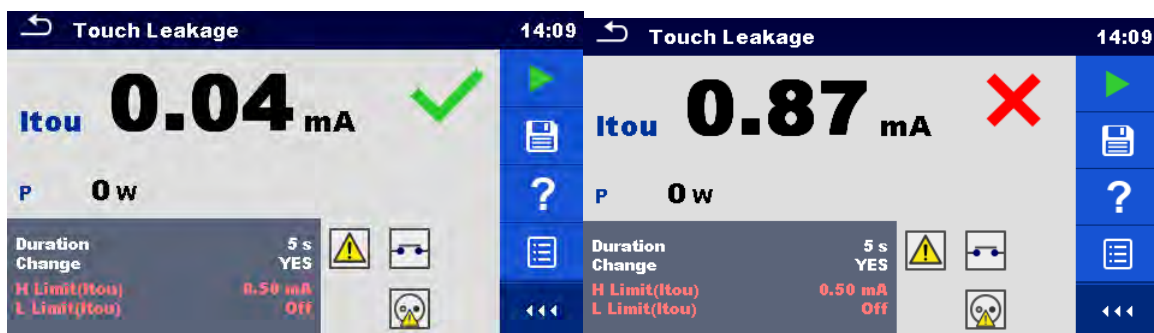 Touch Leakage 14:09
Itou 0.04 mA
P 0 W
Duration 5 s
Change YES
H Limit(Itou) 0.50 mA
L Limit(Itou) Off
?
Touch Leakage 14:09
Itou 0.87 mA
P 0 W
Duration 5 s
Change YES
H Limit(Itou) 0.50 mA
L Limit(Itou) Off
?